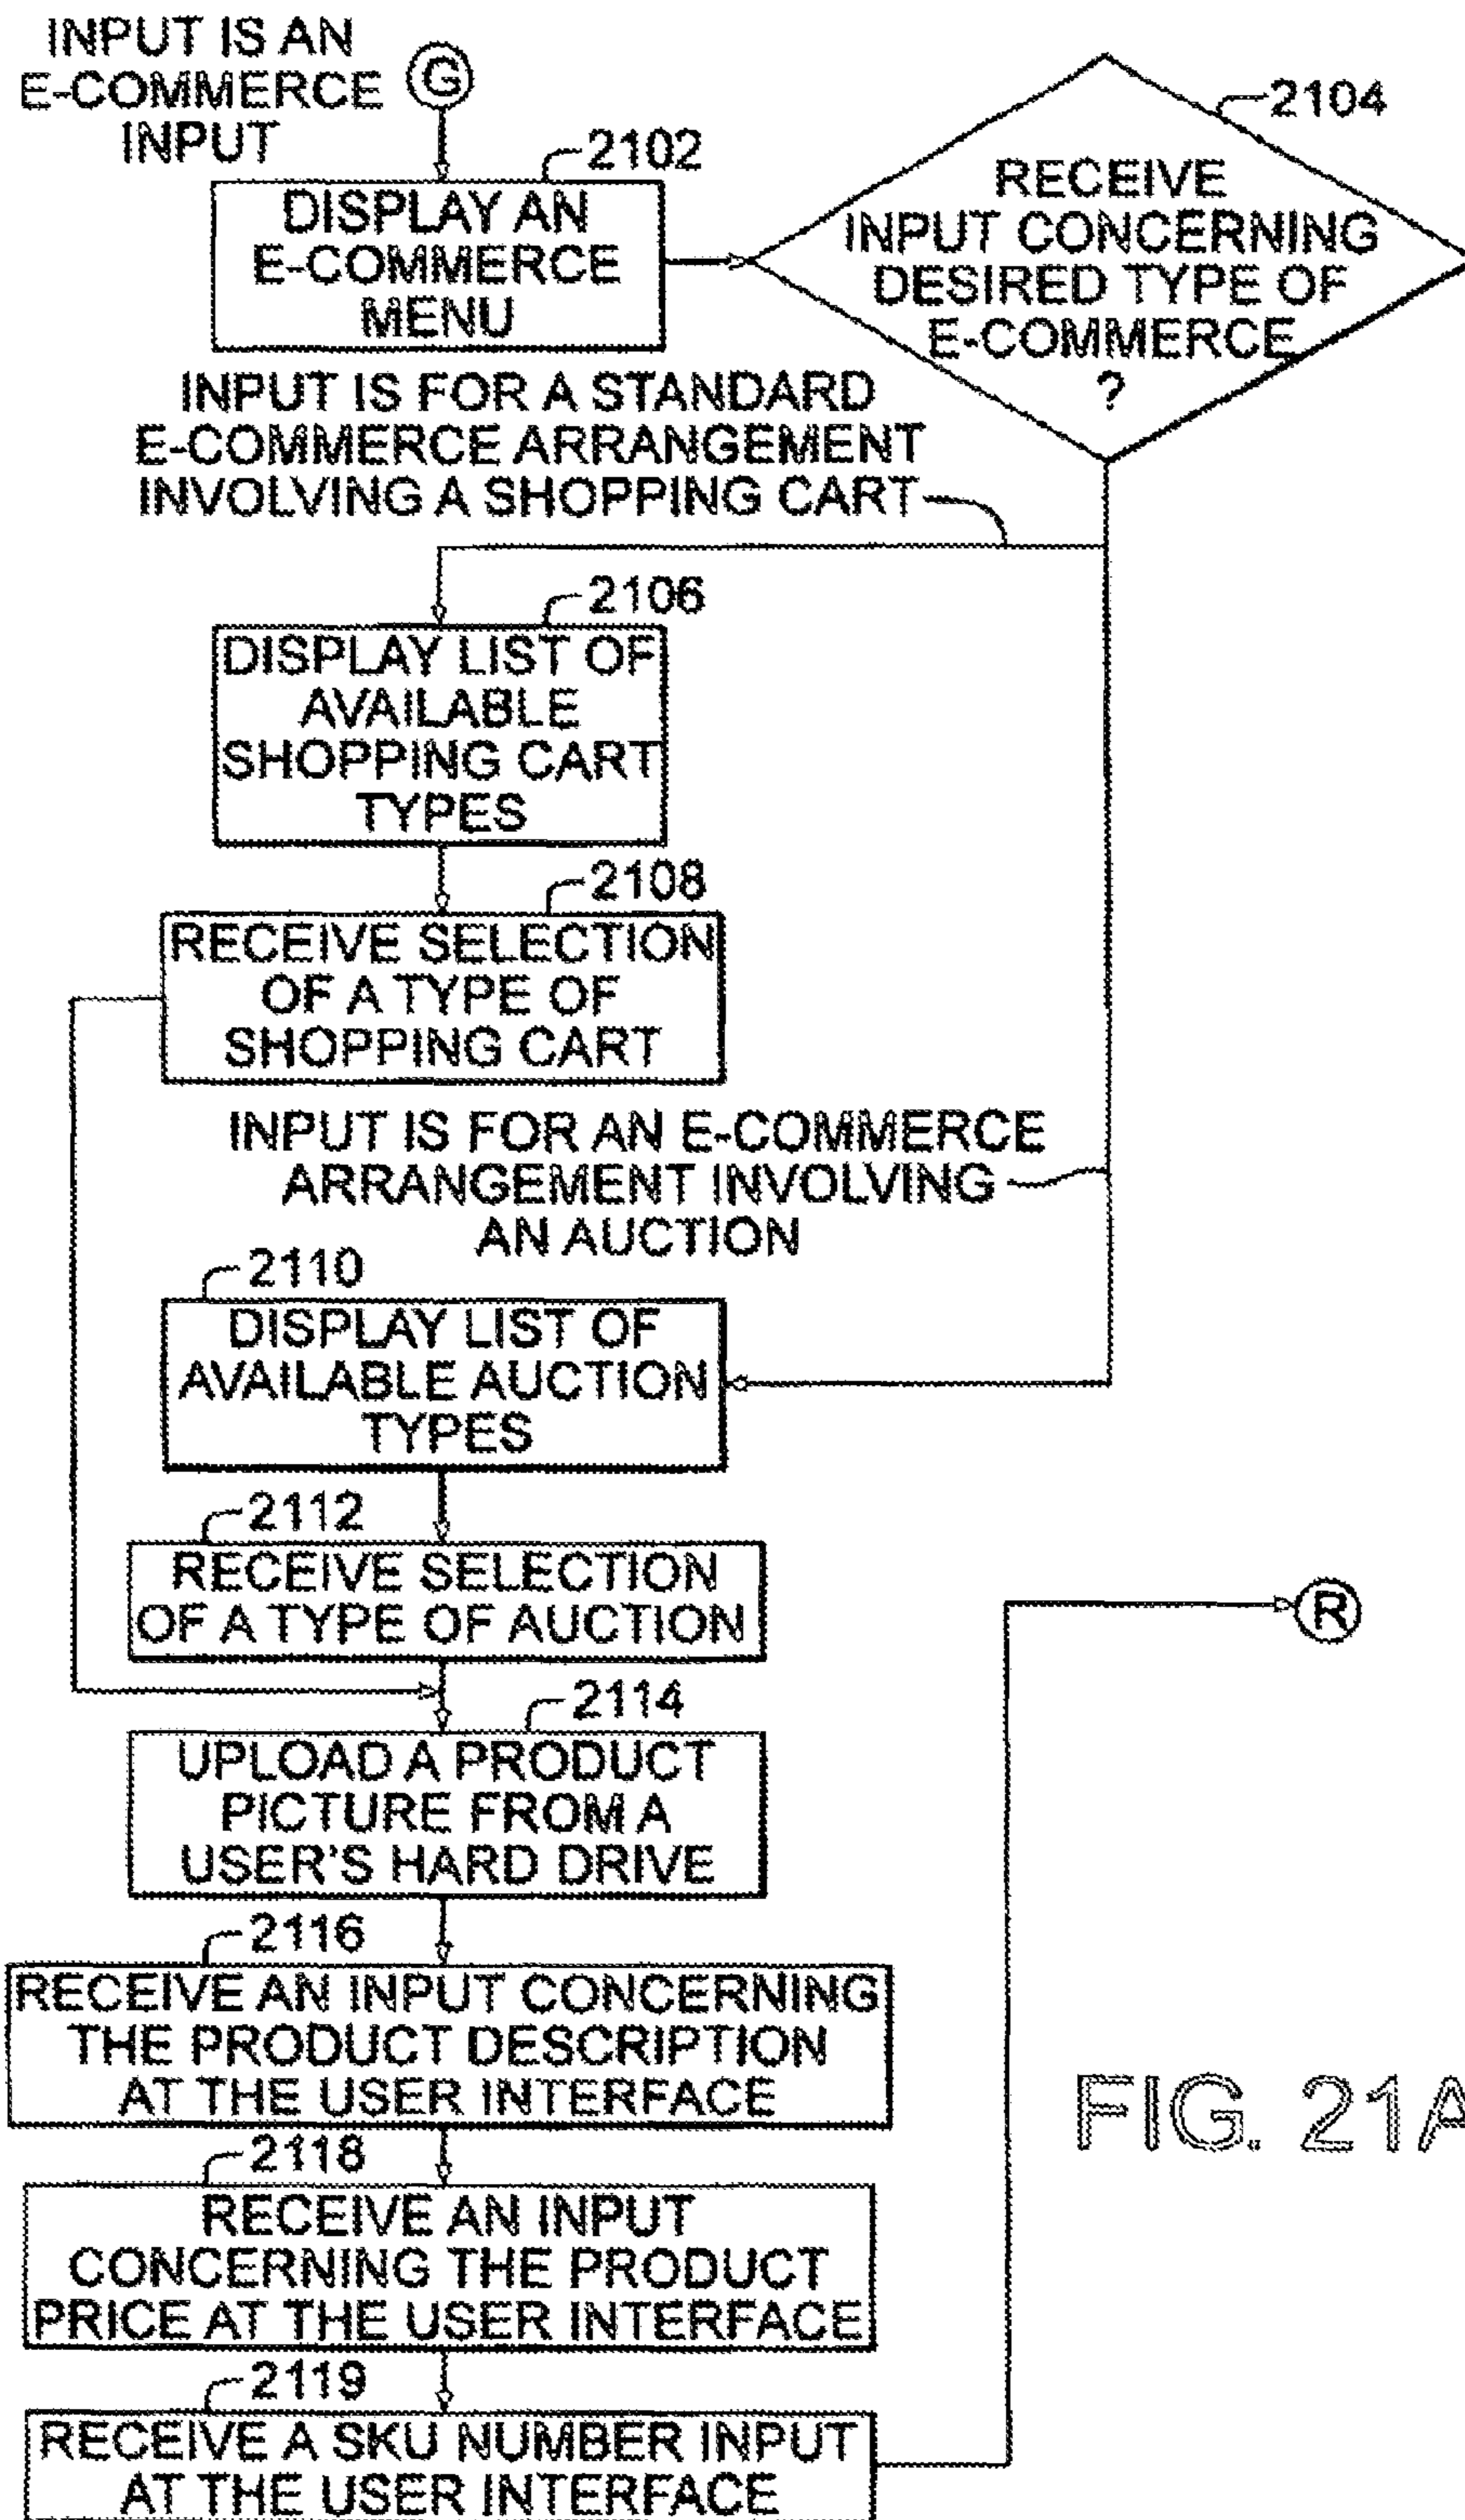 INPUT IS AN
E-COMMERCE
INPUT
G
2102
DISPLAY AN
E-COMMERCE
MENU
2104
RECEIVE
INPUT CONCERNING
DESIRED TYPE OF
E-COMMERCE
?
INPUT IS FOR A STANDARD
E-COMMERCE ARRANGEMENT
INVOLVING A SHOPPING CART
2106
DISPLAY LIST OF
AVAILABLE
SHOPPING CART
TYPES
2108
RECEIVE SELECTION
OF A TYPE OF
SHOPPING CART
INPUT IS FOR AN E-COMMERCE
ARRANGEMENT INVOLVING
AN AUCTION
2110
DISPLAY LIST OF
AVAILABLE AUCTION
TYPES
2112
RECEIVE SELECTION
OF A TYPE OF AUCTION
R
2114
UPLOAD A PRODUCT
PICTURE FROM A
USER'S HARD DRIVE
2116
RECEIVE AN INPUT CONCERNING
THE PRODUCT DESCRIPTION
AT THE USER INTERFACE
FIG. 21A
2118
RECEIVE AN INPUT
CONCERNING THE PRODUCT
PRICE AT THE USER INTERFACE
2119
RECEIVE A SKU NUMBER INPUT
AT THE USER INTERFACE